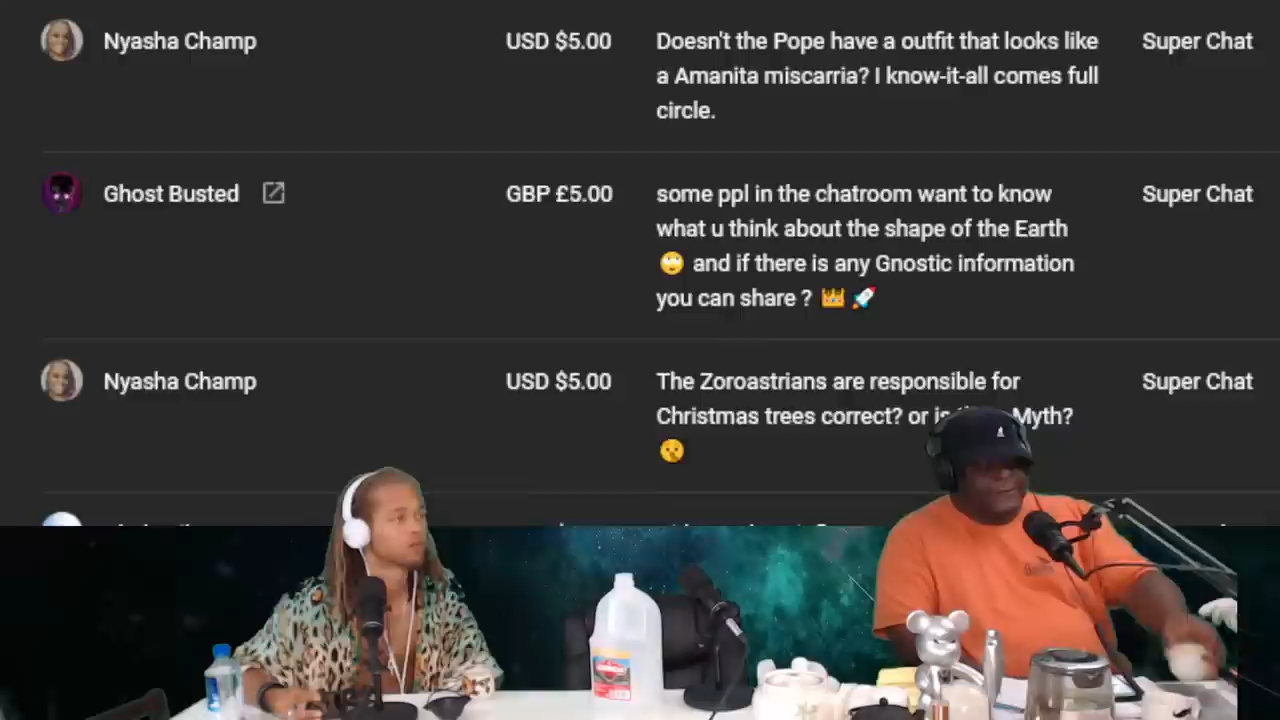 Nyasha Champ USD $5.00 Doesn't the Pope have a outfit that looks like Super Chat
a Amanita miscarria? I know-it-all comes full
circle.
Ghost Busted GBP £5.00 some ppl in the chatroom want to know Super Chat
what u think about the shape of the Earth
🙄 and if there is any Gnostic information
you can share ? 👑 🚀
Nyasha Champ USD $5.00 The Zoroastrians are responsible for Super Chat
Christmas trees correct? or is Myth?
🤫